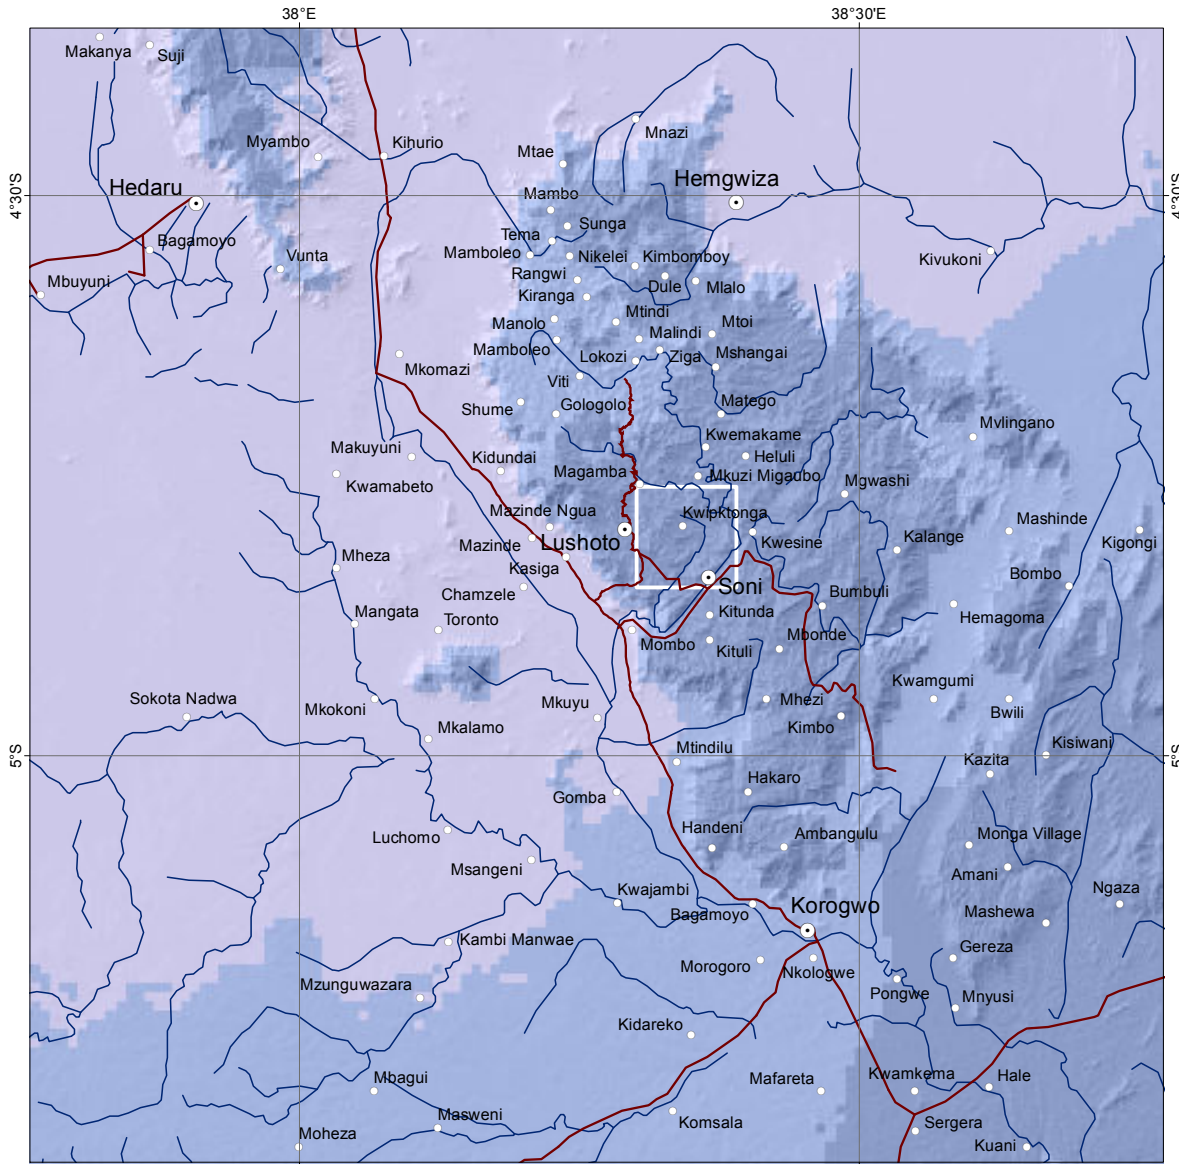 38°E
38°30'E
Makanya
Suji
Mnazi
Myambo
Kihurio
Mtae
Hedaru
Hemgwiza
4°30'S
4°30'S
Mambo
Sunga
Bagamoyo
Tema
Vunta
Mamboleo
Nikelei
Kimbomboy
Kivukoni
Mbuyuni
Rangwi
Dule
Mlalo
Kiranga
Manolo
Mtindi
Mtoi
Malindi
Mamboleo
Lokozi
Ziga
Mshangai
Mkomazi
Viti
Shume
Gologolo
Matego
Mvlingano
Makuyuni
Kidundai
Kwemakame
Heluli
Magamba
Mkuzi Migaubo
Kwamabeto
Mgwashi
Mazinde Ngua
Kwipktonga
Mashinde
Mheza
Mazinde
Lushoto
Kwesine
Kalange
Kigongi
Kasiga
Bombo
Chamzele
Soni
Bumbuli
Mangata
Toronto
Kitunda
Hemagoma
Mombo
Kituli
Mbonde
Sokota Nadwa
Mkokoni
Mkuyu
Mhezi
Kwamgumi
Bwili
Mkalamo
Kimbo
Mtindilu
Kisiwani
5°S
5°S
Kazita
Gomba
Hakaro
Luchomo
Handeni
Ambangulu
Monga Village
Msangeni
Amani
Kwajambi
Bagamoyo
Korogwo
Ngaza
Mashewa
Kambi Manwae
Gereza
Morogoro
Nkologwe
Mzunguwazara
Pongwe
Mnyusi
Kidareko
Mbagui
Mafareta
Kwamkema
Hale
Masweni
Komsala
Sergera
Moheza
Kuani